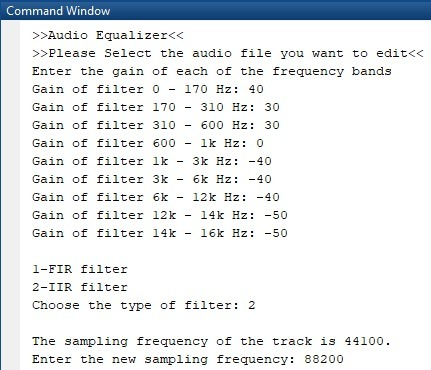 Command Window
>>Audio Equalizer<<
>>Please Select the audio file you want to edit<<
Enter the gain of each of the frequency bands
Gain of filter 0 - 170 Hz: 40
Gain of filter 170 - 310 Hz: 30
Gain of filter 310 - 600 Hz: 30
Gain of filter 600 - 1k Hz: 0
Gain of filter 1k - 3k Hz: -40
Gain of filter 3k - 6k Hz: -40
Gain of filter 6k - 12k Hz: -40
Gain of filter 12k - 14k Hz: -50
Gain of filter 14k - 16k Hz: -50
1-FIR filter
2-IIR filter
Choose the type of filter: 2
The sampling frequency of the track is 44100.
Enter the new sampling frequency: 88200